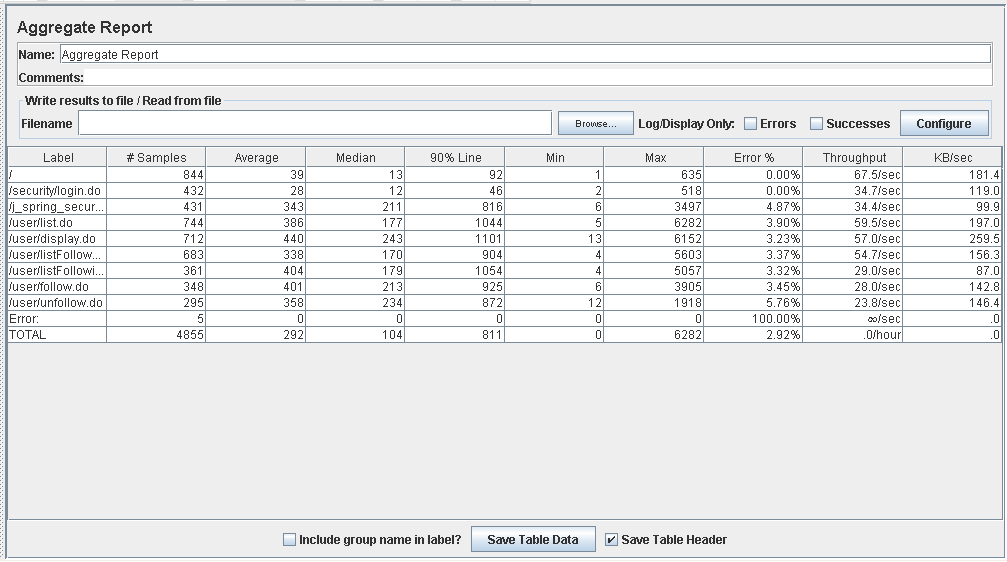 Aggregate Report
Name: Aggregate Report
Comments:
Write results to file / Read from file
Filename Browse... Log/Display Only: Errors Successes Configure
Label # Samples Average Median 90% Line Min Max Error % Throughput KB/sec
/ 844 39 13 92 1 635 0.00% 67.5/sec 181.4
/security/login.do 432 28 12 46 2 518 0.00% 34.7/sec 119.0
/j_spring_secur... 431 343 211 816 6 3497 4.87% 34.4/sec 99.9
/user/list.do 744 386 177 1044 5 6282 3.90% 59.5/sec 197.0
/user/display.do 712 440 243 1101 13 6152 3.23% 57.0/sec 259.5
/user/listFollow... 683 338 170 904 4 5603 3.37% 54.7/sec 156.3
/user/listFollowi... 361 404 179 1054 4 5057 3.32% 29.0/sec 87.0
/user/follow.do 348 401 213 925 6 3905 3.45% 28.0/sec 142.8
/user/unfollow.do 295 358 234 872 12 1918 5.76% 23.8/sec 146.4
Error: 5 0 0 0 0 0 100.00% ∞/sec .0
TOTAL 4855 292 104 811 0 6282 2.92% .0/hour .0
Include group name in label? Save Table Data Save Table Header